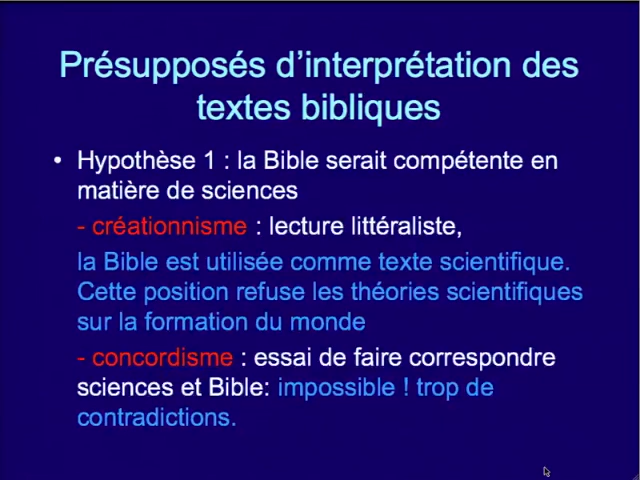 Présupposés d'interprétation des
textes bibliques
• Hypothèse 1 : la Bible serait compétente en
matière de sciences
- créationnisme : lecture littéraliste,
la Bible est utilisée comme texte scientifique.
Cette position refuse les théories scientifiques
sur la formation du monde
- concordisme : essai de faire correspondre
sciences et Bible: impossible ! trop de
contradictions.